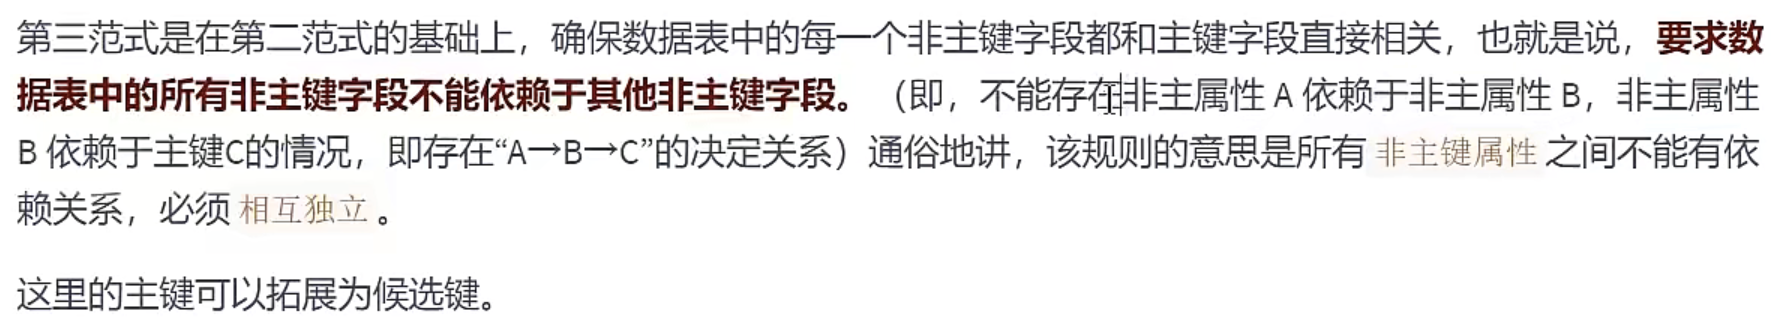 第三范式是在第二范式的基础上，确保数据表中的每一个非主键字段都和主键字段直接相关，也就是说，要求数
据表中的所有非主键字段不能依赖于其他非主键字段。（即，不能存在非主属性 A 依赖于非主属性 B，非主属性
B 依赖于主键C的情况，即存在“A→B→C”的决定关系）通俗地讲，该规则的意思是所有 非主键属性 之间不能有依
赖关系，必须 相互独立 。
这里的主键可以拓展为候选键。